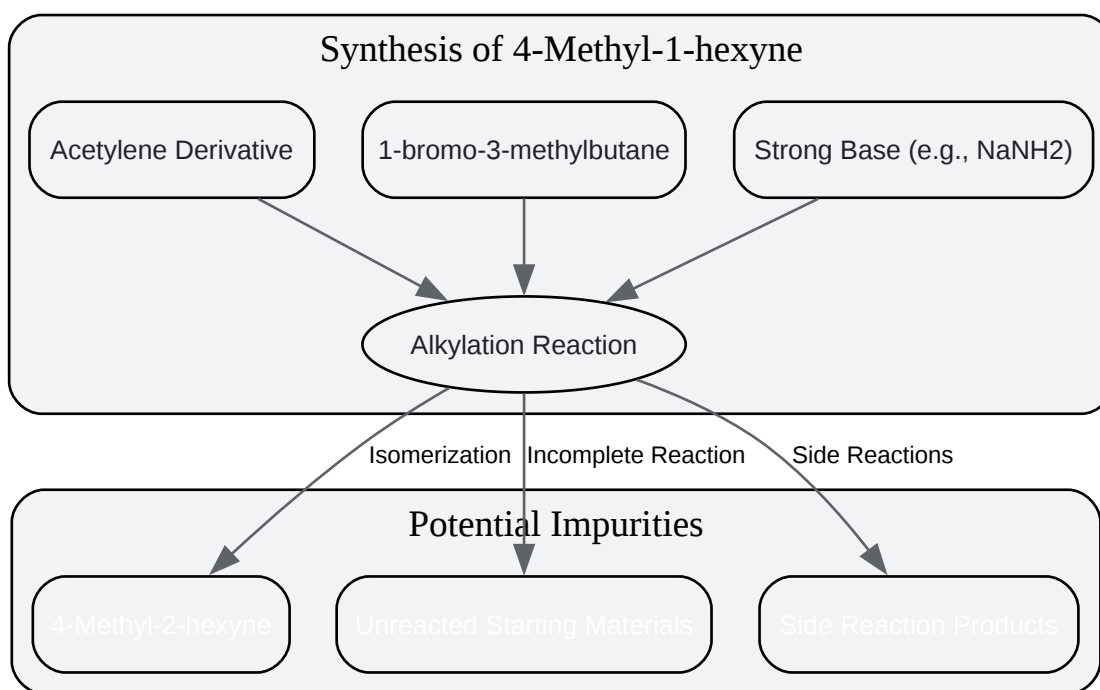 Synthesis of 4-Methyl-1-hexyne
Acetylene Derivative
1-bromo-3-methylbutane
Strong Base (e.g., NaNH2)
Alkylation Reaction
Isomerization
Incomplete Reaction
Side Reactions
Potential Impurities
4-Methyl-2-hexyne
Unreacted Starting Materials
Side Reaction Products